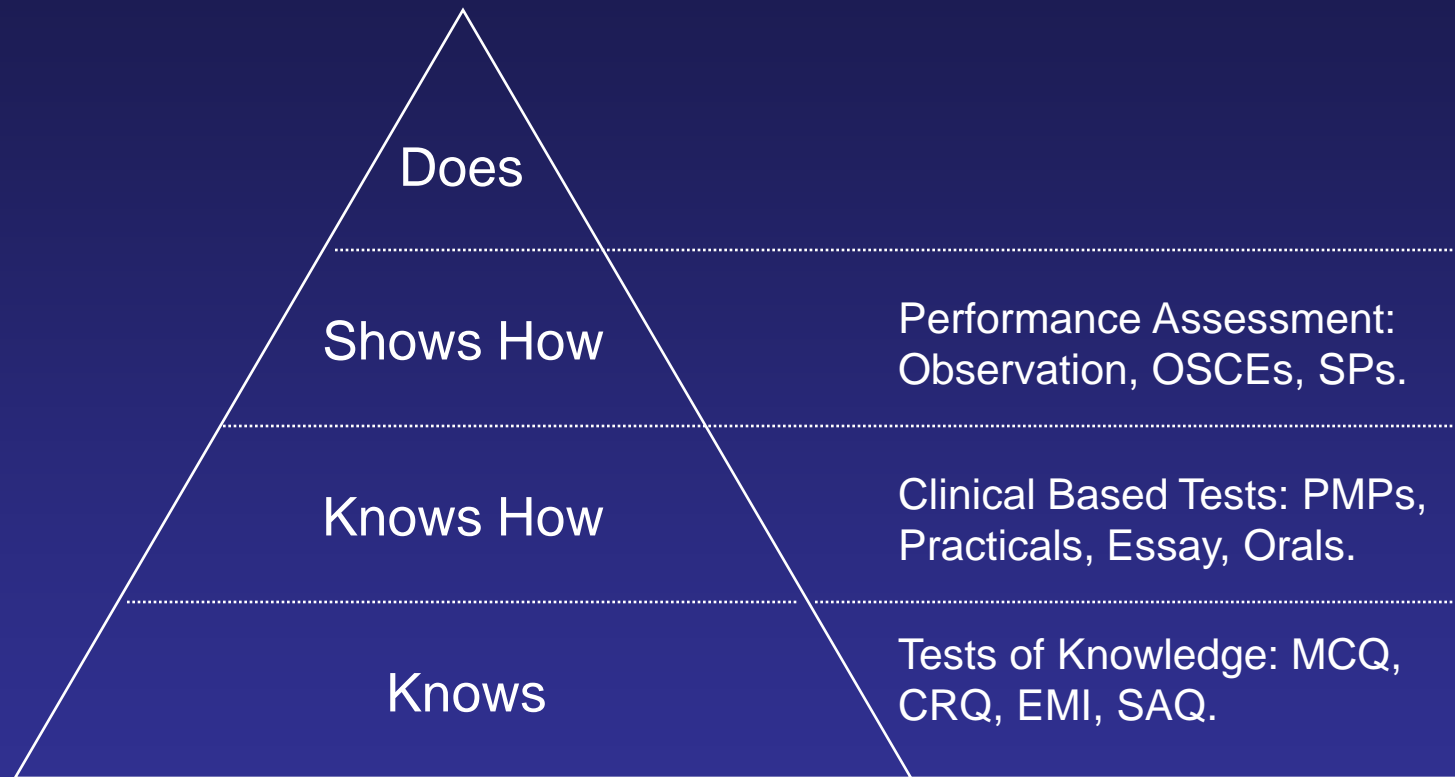 Does
Shows How
Performance Assessment:
Observation, OSCEs, SPs.
Knows How
Clinical Based Tests: PMPs,
Practicals, Essay, Orals.
Knows
Tests of Knowledge: MCQ,
CRQ, EMI, SAQ.